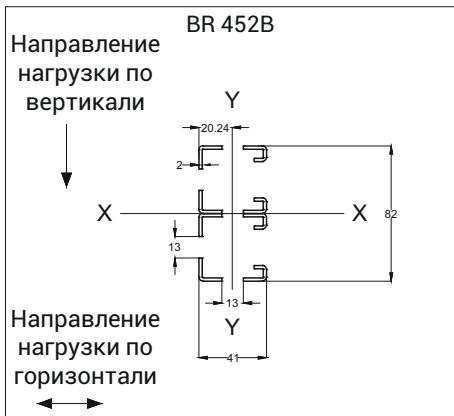 BR 452B
Направление
нагрузки по
вертикали
Y
20.24
2
X
X
82
13
13
Y
41
Направление
нагрузки по
горизонтали